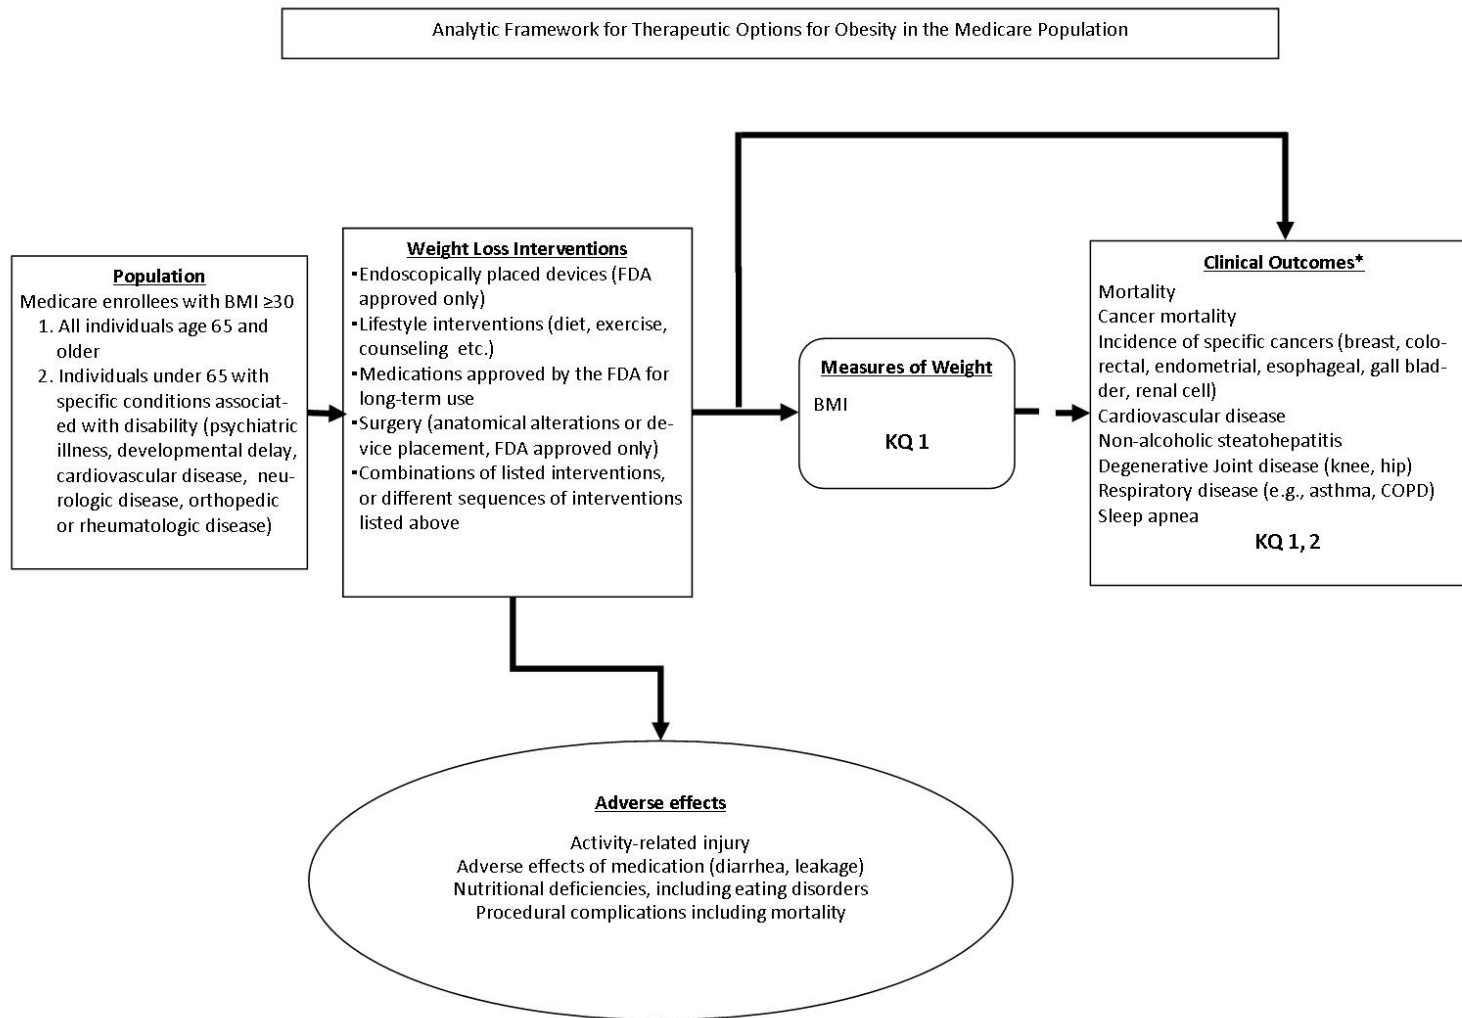 Analytic Framework for Therapeutic Options for Obesity in the Medicare Population
Population
Medicare enrollees with BMI ≥30
1. All individuals age 65 and
older
2. Individuals under 65 with
specific conditions associat-
ed with disability (psychiatric
illness, developmental delay,
cardiovascular disease, neu-
rologic disease, orthopedic
or rheumatologic disease)
Weight Loss Interventions
▪Endoscopically placed devices (FDA
approved only)
▪Lifestyle interventions (diet, exercise,
counseling etc.)
▪Medications approved by the FDA for
long-term use
▪Surgery (anatomical alterations or de-
vice placement, FDA approved only)
▪Combinations of listed interventions,
or different sequences of interventions
listed above
Measures of Weight
BMI
KQ 1
Clinical Outcomes*
Mortality
Cancer mortality
Incidence of specific cancers (breast, colo-
rectal, endometrial, esophageal, gall blad-
der, renal cell)
Cardiovascular disease
Non-alcoholic steatohepatitis
Degenerative Joint disease (knee, hip)
Respiratory disease (e.g., asthma, COPD)
Sleep apnea
KQ 1, 2
Adverse effects
Activity-related injury
Adverse effects of medication (diarrhea, leakage)
Nutritional deficiencies, including eating disorders
Procedural complications including mortality